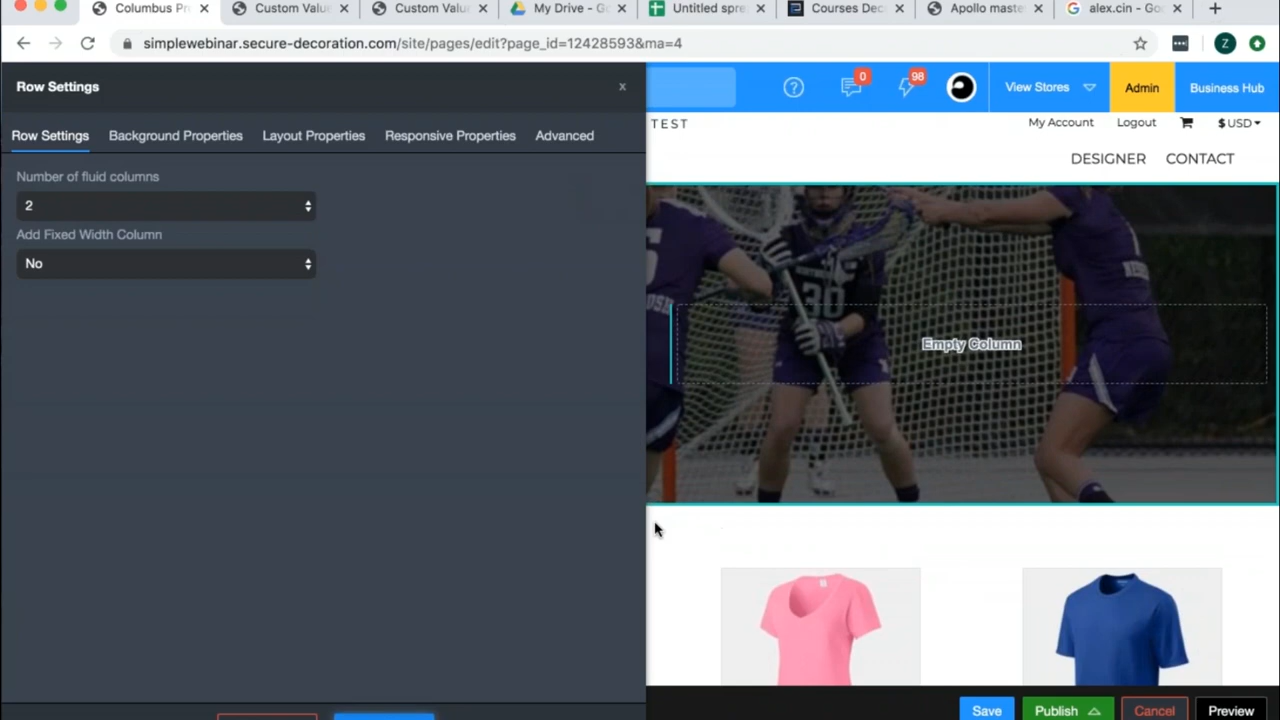 Columbus Pr
Custom Value
Custom Valu
My Drive - Go
Untitled spre
Courses Dec
Apollo maste
alex.cin - Goo
simplewebinar.secure-decoration.com/site/pages/edit?page_id=12428593&ma=4
Z
Row Settings
x
0
98
View Stores
Admin
Business Hub
Row Settings
Background Properties
Layout Properties
Responsive Properties
Advanced
TEST
My Account
Logout
$ USD
DESIGNER
CONTACT
Number of fluid columns
2
Add Fixed Width Column
No
30
Empty Column
Save
Publish
Cancel
Preview